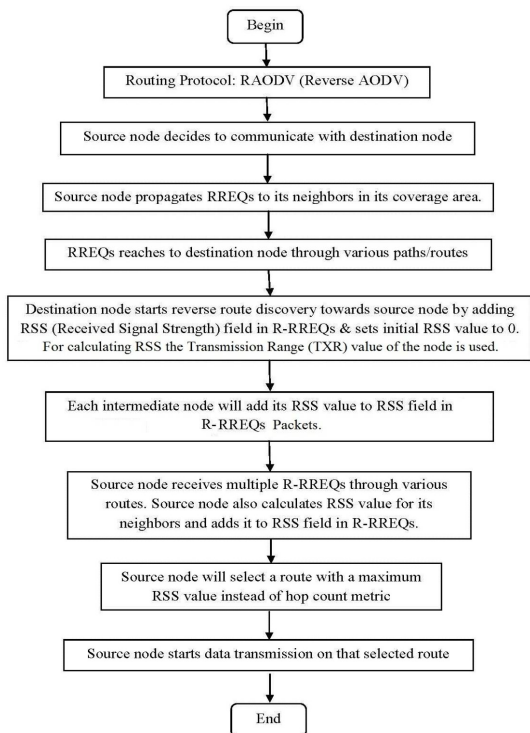 Begin
Routing Protocol: RAODV (Reverse AODV)
Source node decides to communicate with destination node
Source node propagates RREQs to its neighbors in its coverage area.
RREQs reaches to destination node through various paths/routes
Destination node starts reverse route discovery towards source node by adding
RSS (Received Signal Strength) field in R-RREQs & sets initial RSS value to 0.
For calculating RSS the Transmission Range (TXR) value of the node is used.
Each intermediate node will add its RSS value to RSS field in
R-RREQs Packets.
Source node receives multiple R-RREQs through various
routes. Source node also calculates RSS value for its
neighbors and adds it to RSS field in R-RREQs.
Source node will select a route with a maximum
RSS value instead of hop count metric
Source node starts data transmission on that selected route
End